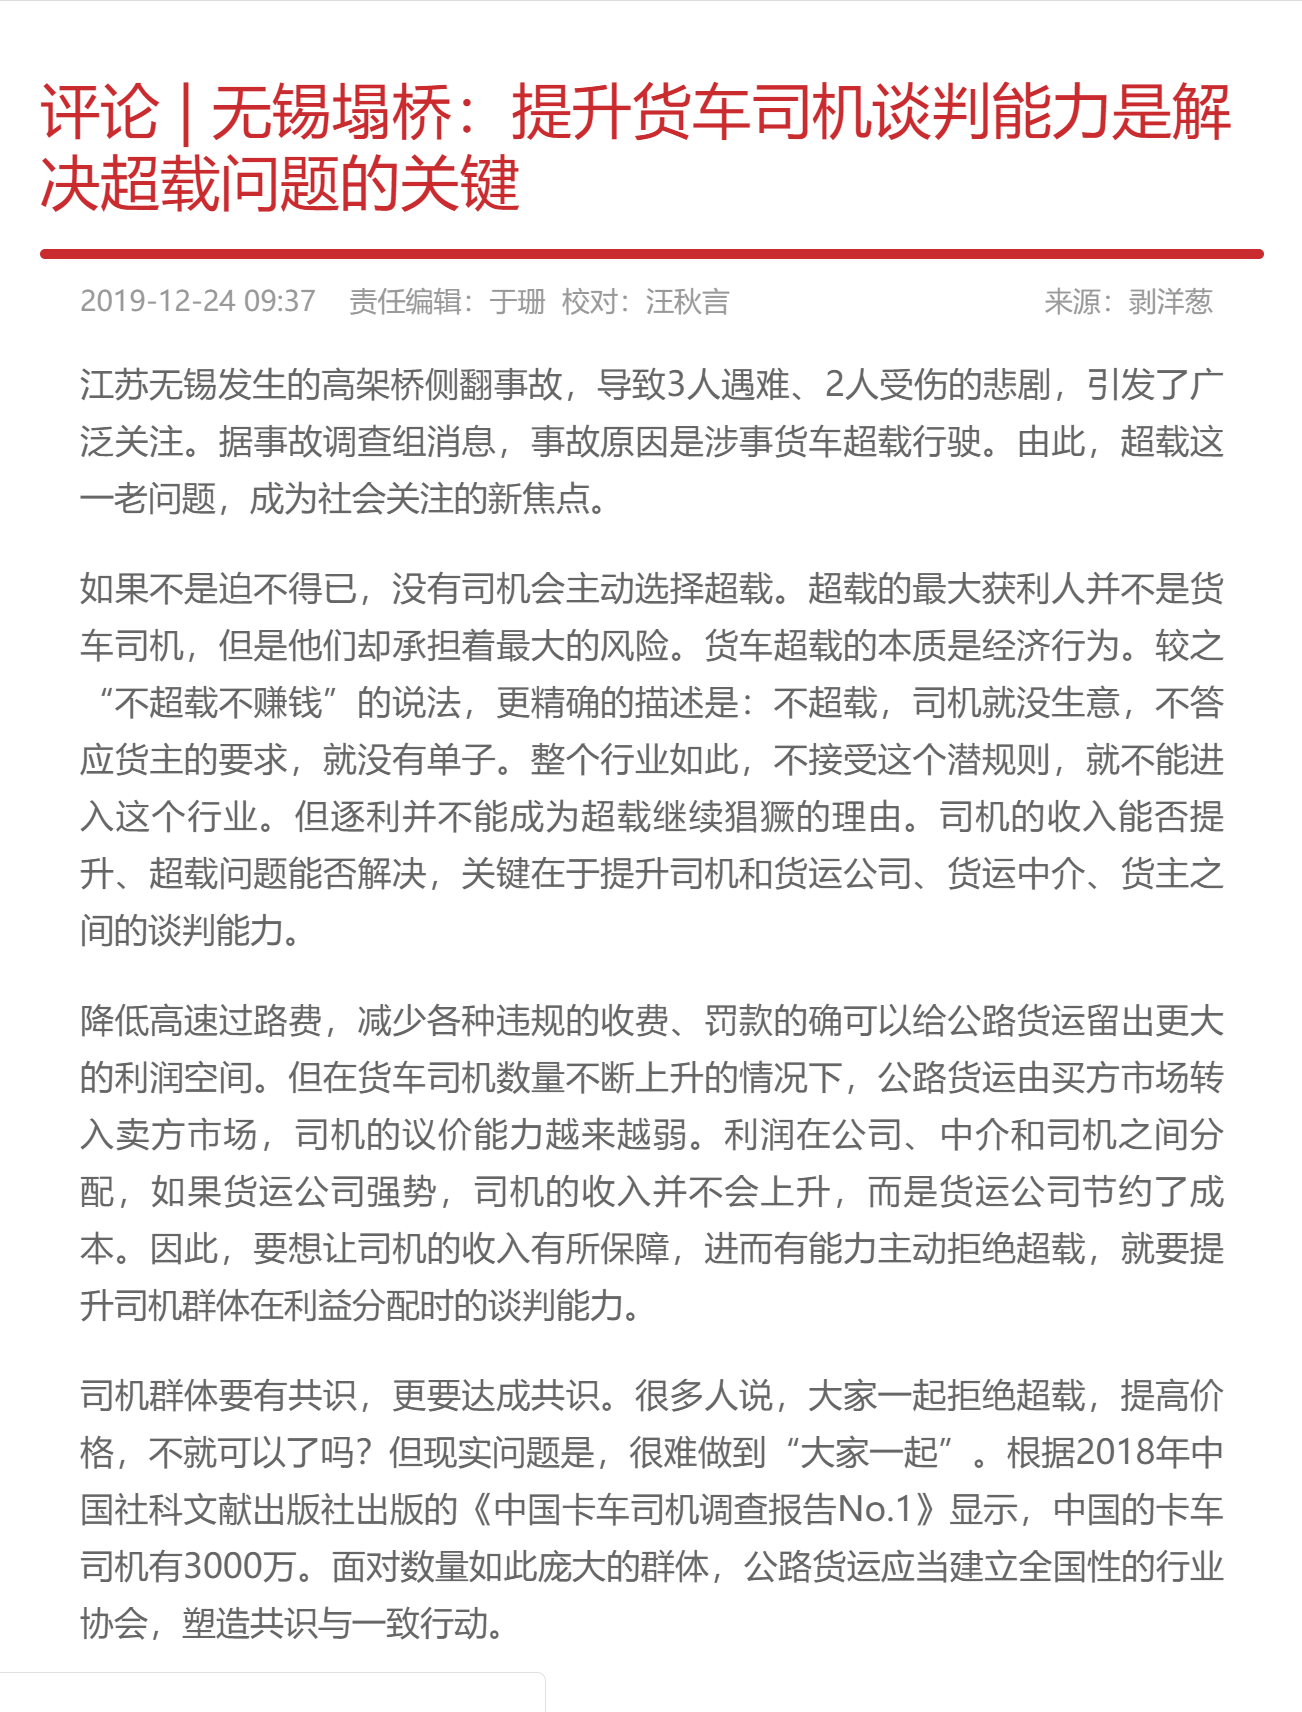 评论 | 无锡塌桥：提升货车司机谈判能力是解
决超载问题的关键
2019-12-24 09:37 责任编辑：于珊 校对：汪秋言 来源：剥洋葱
江苏无锡发生的高架桥侧翻事故，导致3人遇难、2人受伤的悲剧，引发了广
泛关注。据事故调查组消息，事故原因是涉事货车超载行驶。由此，超载这
一老问题，成为社会关注的新焦点。
如果不是迫不得已，没有司机会主动选择超载。超载的最大获利人并不是货
车司机，但是他们却承担着最大的风险。货车超载的本质是经济行为。较之
“不超载不赚钱”的说法，更精确的描述是：不超载，司机就没生意，不答
应货主的要求，就没有单子。整个行业如此，不接受这个潜规则，就不能进
入这个行业。但逐利并不能成为超载继续猖獗的理由。司机的收入能否提
升、超载问题能否解决，关键在于提升司机和货运公司、货运中介、货主之
间的谈判能力。
降低高速过路费，减少各种违规的收费、罚款的确可以给公路货运留出更大
的利润空间。但在货车司机数量不断上升的情况下，公路货运由买方市场转
入卖方市场，司机的议价能力越来越弱。利润在公司、中介和司机之间分
配，如果货运公司强势，司机的收入并不会上升，而是货运公司节约了成
本。因此，要想让司机的收入有所保障，进而有能力主动拒绝超载，就要提
升司机群体在利益分配时的谈判能力。
司机群体要有共识，更要达成共识。很多人说，大家一起拒绝超载，提高价
格，不就可以了吗？但现实问题是，很难做到“大家一起”。根据2018年中
国社科文献出版社出版的《中国卡车司机调查报告No.1》显示，中国的卡车
司机有3000万。面对数量如此庞大的群体，公路货运应当建立全国性的行业
协会，塑造共识与一致行动。